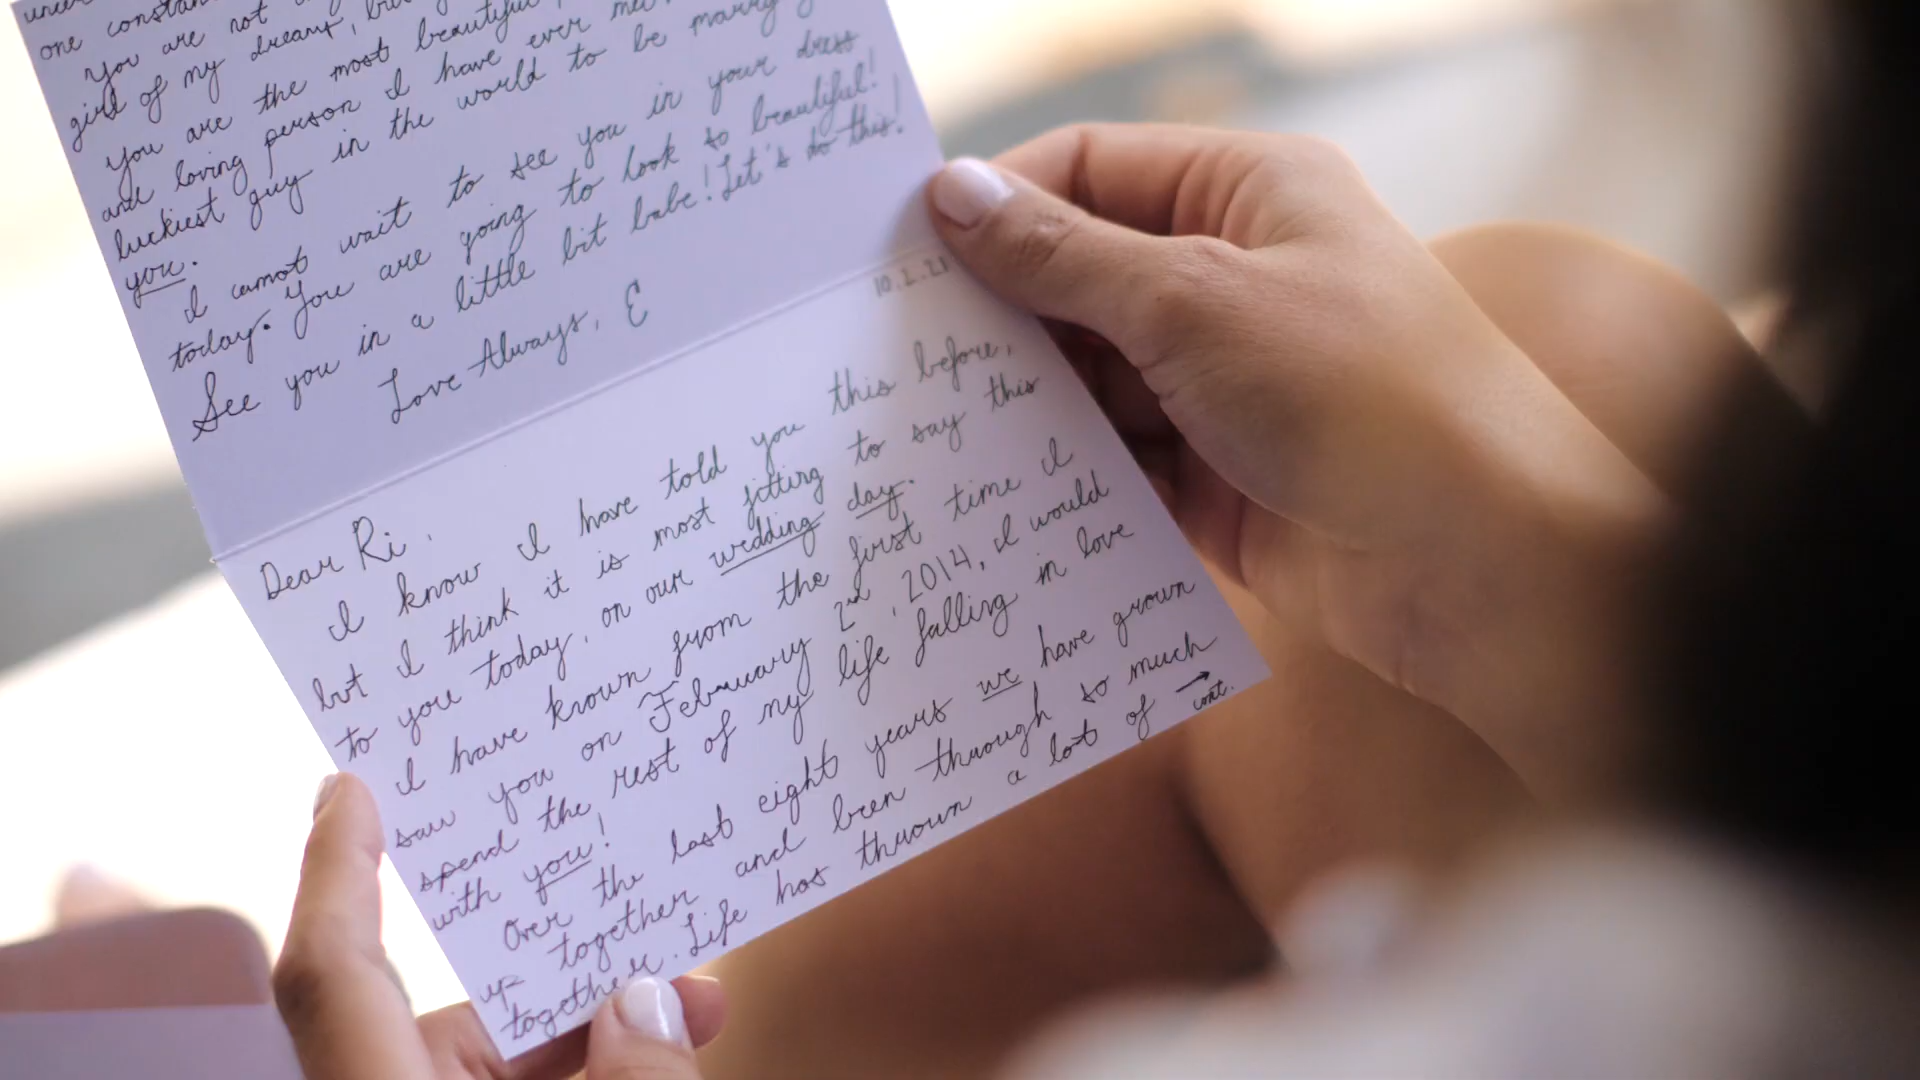 one
you are not
girl of my dreams,
you are the most beautiful
and loving person I have ever
luckiest guy in the world to be marrying
you.
I cannot wait to see you in your dress
today. You are going to look so beautiful!
See you in a little bit babe! Let's do this!
Love Always, E
Dear Ri,
I know I have told you this before,
but I think it is most fitting to say this
to you today, on our wedding day.
I have known from the first time I
saw you on February 2nd, 2014, I would
spend the rest of my life falling in love
with you!
Over the last eight years we have grown
up together and been through so much
together. Life has thrown a lot of →
cont.